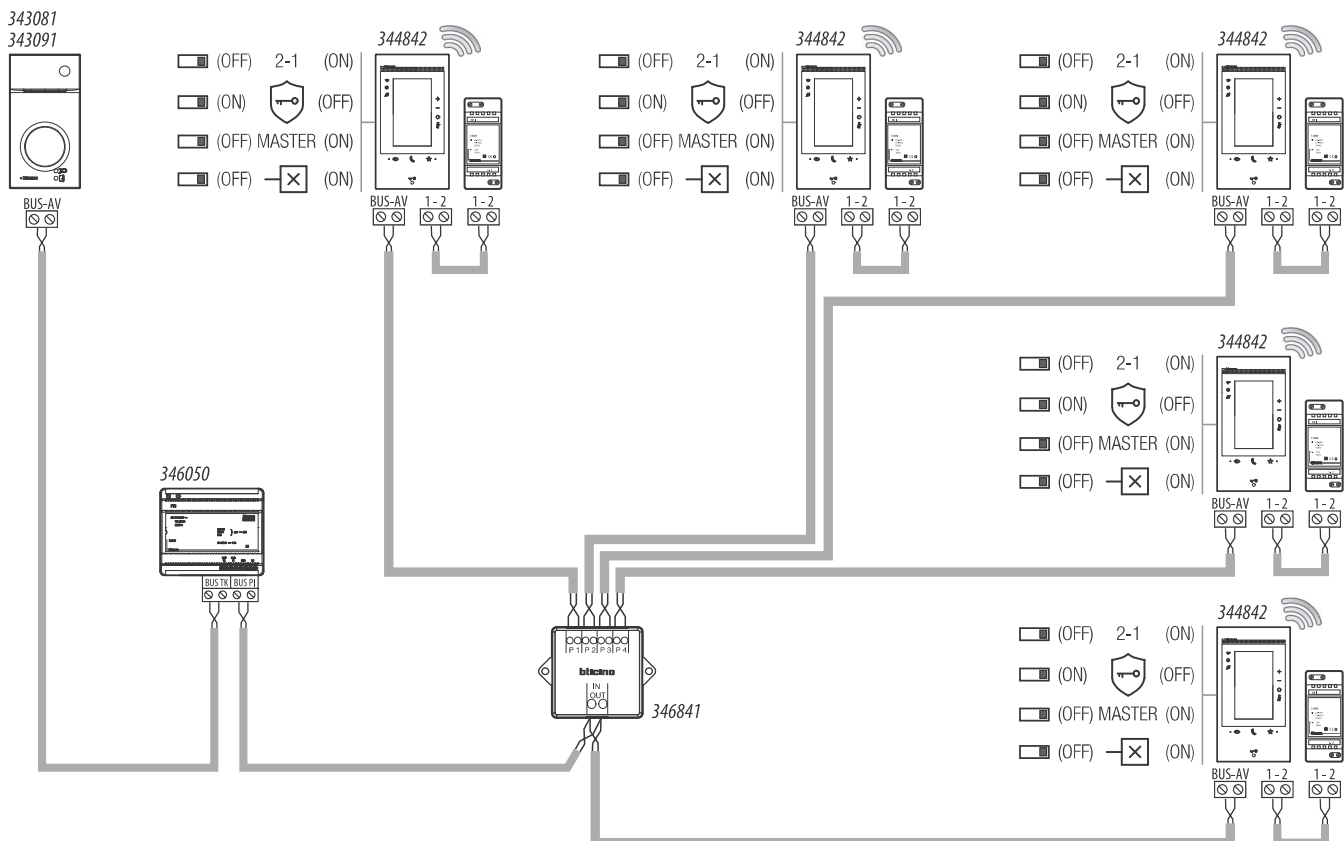 343081
343091
344842
(OFF) 2-1 (ON)
(ON) (OFF)
(OFF) MASTER (ON)
(OFF) (ON)
BUS-AV
BUS-AV 1-2 1-2
344842
(OFF) 2-1 (ON)
(ON) (OFF)
(OFF) MASTER (ON)
(OFF) (ON)
BUS-AV 1-2 1-2
344842
(OFF) 2-1 (ON)
(ON) (OFF)
(OFF) MASTER (ON)
(OFF) (ON)
BUS-AV 1-2 1-2
344842
(OFF) 2-1 (ON)
(ON) (OFF)
(OFF) MASTER (ON)
(OFF) (ON)
BUS-AV 1-2 1-2
346050
BUS TK BUS PI
P1 P2 P3 P4
bticino
IN
OUT
346841
344842
(OFF) 2-1 (ON)
(ON) (OFF)
(OFF) MASTER (ON)
(OFF) (ON)
BUS-AV 1-2 1-2